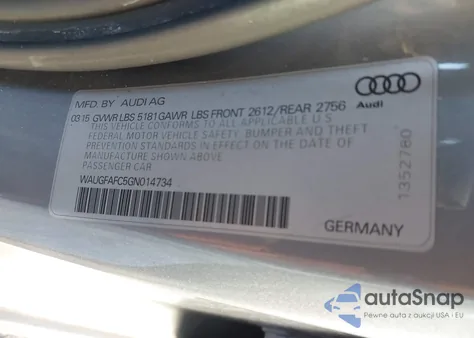 MFD. BY AUDI AG
0315 GVWR LBS 5181 GAWR LBS FRONT 2612/REAR 2756
THIS VEHICLE CONFORMS TO ALL APPLICABLE U.S.
FEDERAL MOTOR VEHICLE SAFETY, BUMPER AND THEFT
PREVENTION STANDARDS IN EFFECT ON THE DATE OF
MANUFACTURE SHOWN ABOVE.
PASSENGER CAR
WAUGFAFC5GN014734
Audi
1352780
GERMANY
autoSnap
Pewne auta z aukcji USA i EU